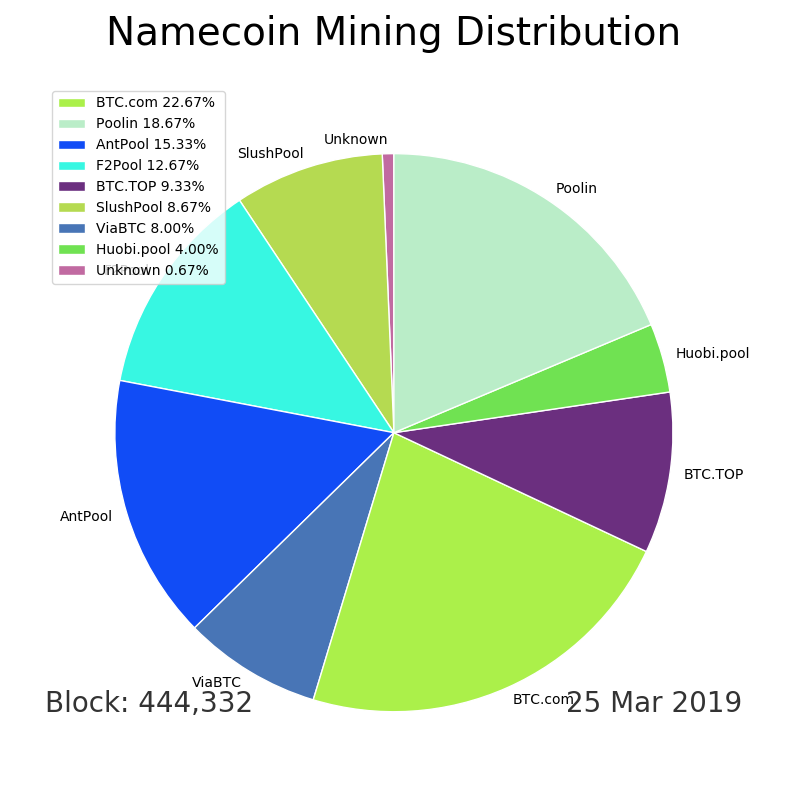 Namecoin Mining Distribution
BTC.com 22.67%
Poolin 18.67%
AntPool 15.33%
F2Pool 12.67%
BTC.TOP 9.33%
SlushPool 8.67%
ViaBTC 8.00%
Huobi.pool 4.00%
Unknown 0.67%
Unknown
SlushPool
Poolin
Huobi.pool
BTC.TOP
AntPool
ViaBTC
BTC.com
Block: 444,332
25 Mar 2019